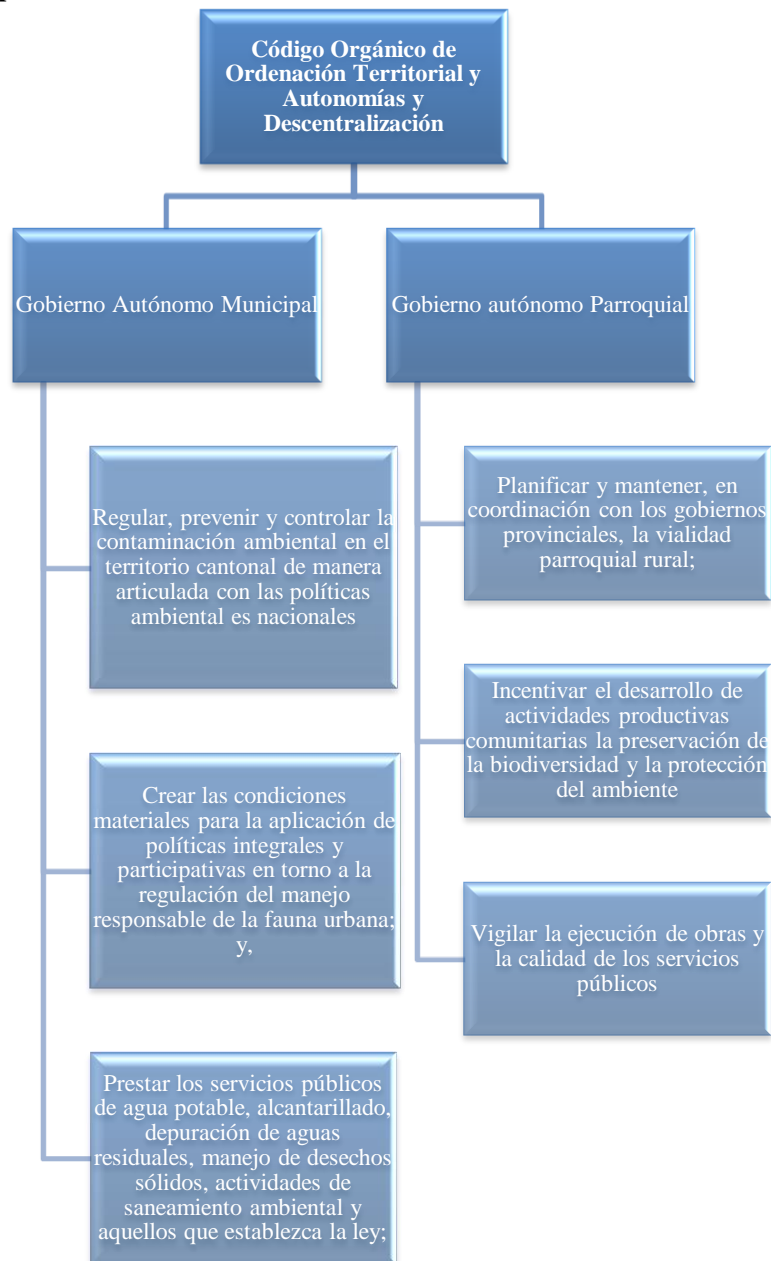 Código Orgánico de
Ordenación Territorial y
Autonomías y
Descentralización
Gobierno Autónomo Municipal
Regular, prevenir y controlar la
contaminación ambiental en el
territorio cantonal de manera
articulada con las políticas
ambiental es nacionales
Crear las condiciones
materiales para la aplicación de
políticas integrales y
participativas en torno a la
regulación del manejo
responsable de la fauna urbana;
y,
Prestar los servicios públicos
de agua potable, alcantarillado,
depuración de aguas
residuales, manejo de desechos
sólidos, actividades de
saneamiento ambiental y
aquellos que establezca la ley;
Gobierno autónomo Parroquial
Planificar y mantener, en
coordinación con los gobiernos
provinciales, la vialidad
parroquial rural;
Incentivar el desarrollo de
actividades productivas
comunitarias la preservación de
la biodiversidad y la protección
del ambiente
Vigilar la ejecución de obras y
la calidad de los servicios
públicos